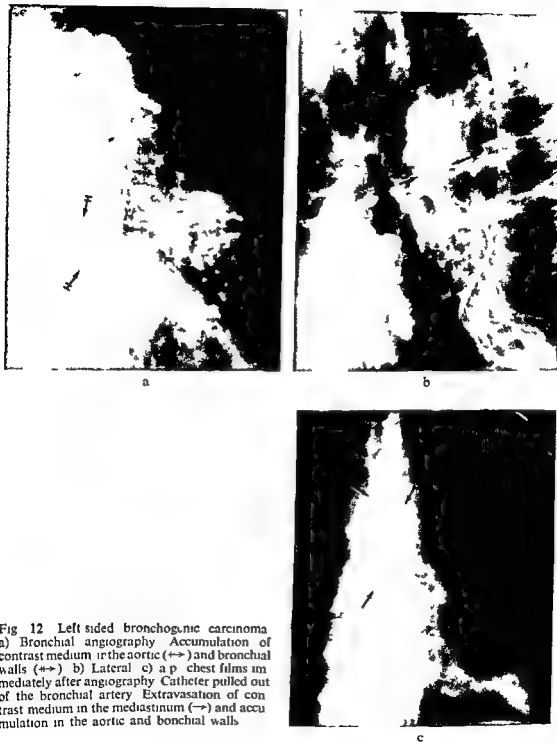 a
b
Fig 12 Left sided bronchogenic carcinoma
a) Bronchial angiography Accumulation of
contrast medium in the aortic (↔) and bronchial
walls (↔) b) Lateral c) a p chest films im
mediately after angiography Catheter pulled out
of the bronchial artery Extravasation of con
trast medium in the mediastinum (→) and accu
mulation in the aortic and bonchial walls
c